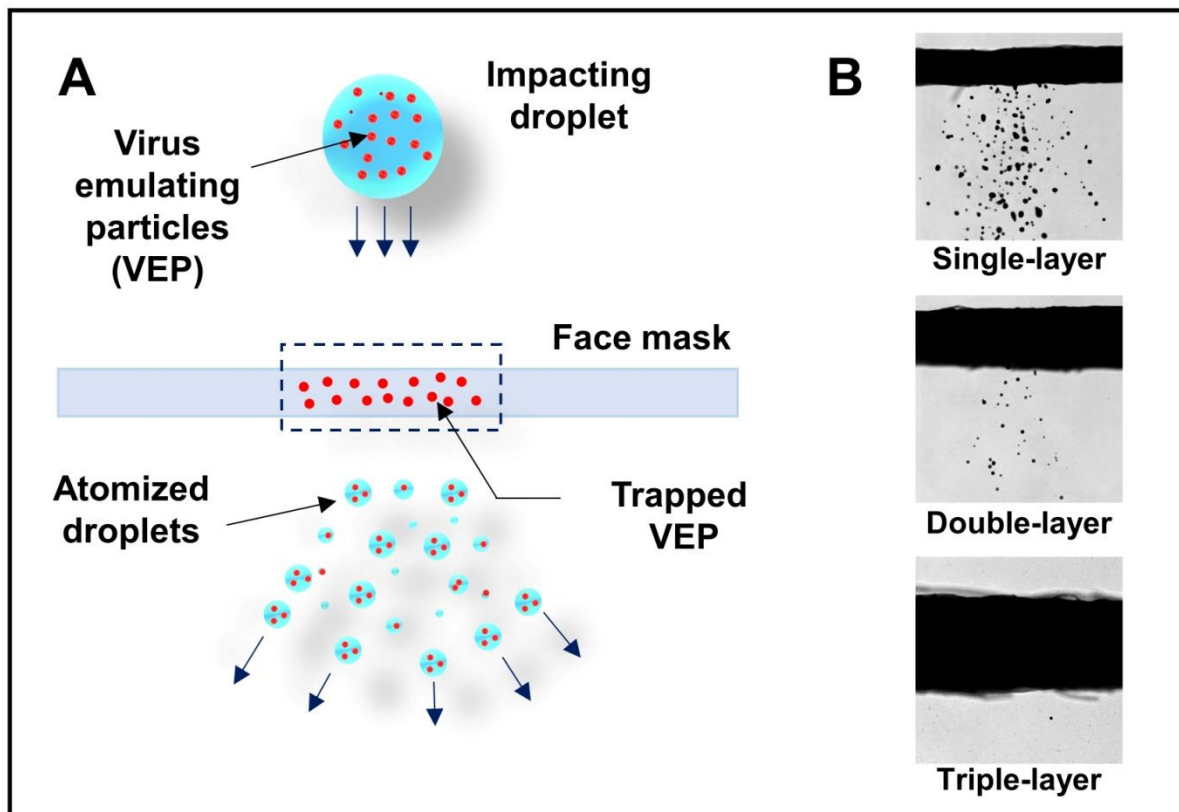 A
Impacting
droplet
Virus
emulating
particles
(VEP)
Face mask
Atomized
droplets
Trapped
VEP
B
Single-layer
Double-layer
Triple-layer